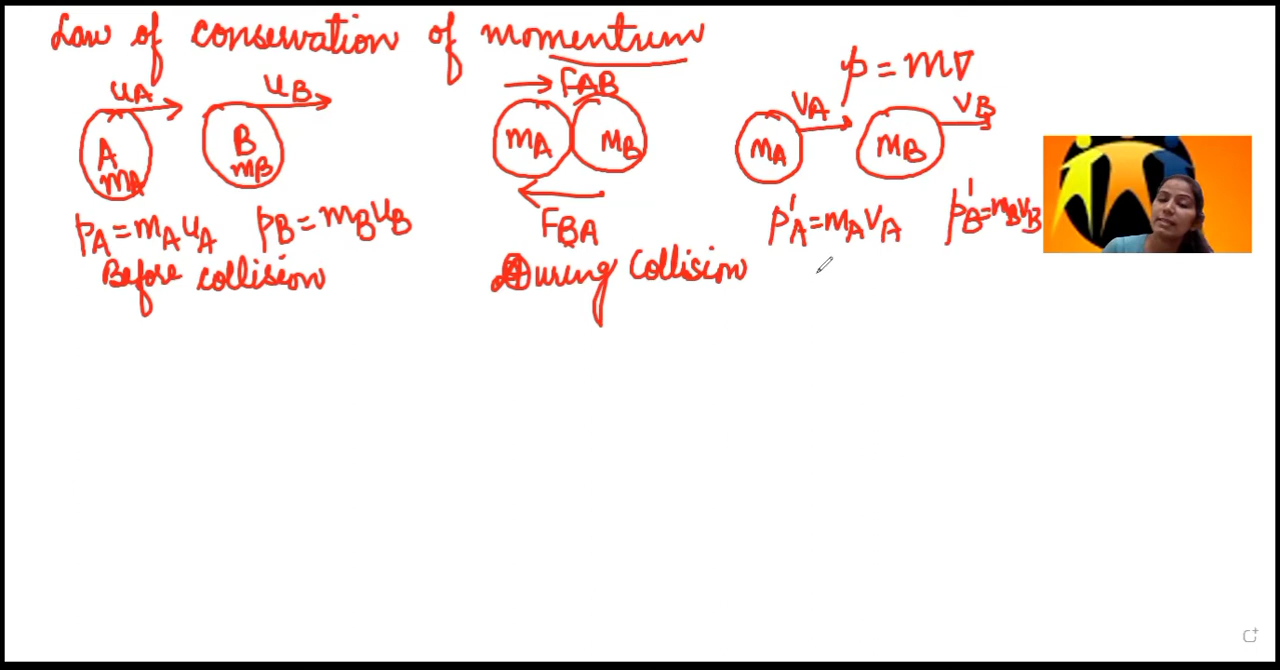 Law of conservation of momentum
p = mv
uA
uB
FAB
VA
VB
A
mA
B
mB
mA
mB
mA
mB
pA = mAuA
pB = mBuB
FBA
p'A = mAVA
p'B = mBVB
Before collision
During Collision